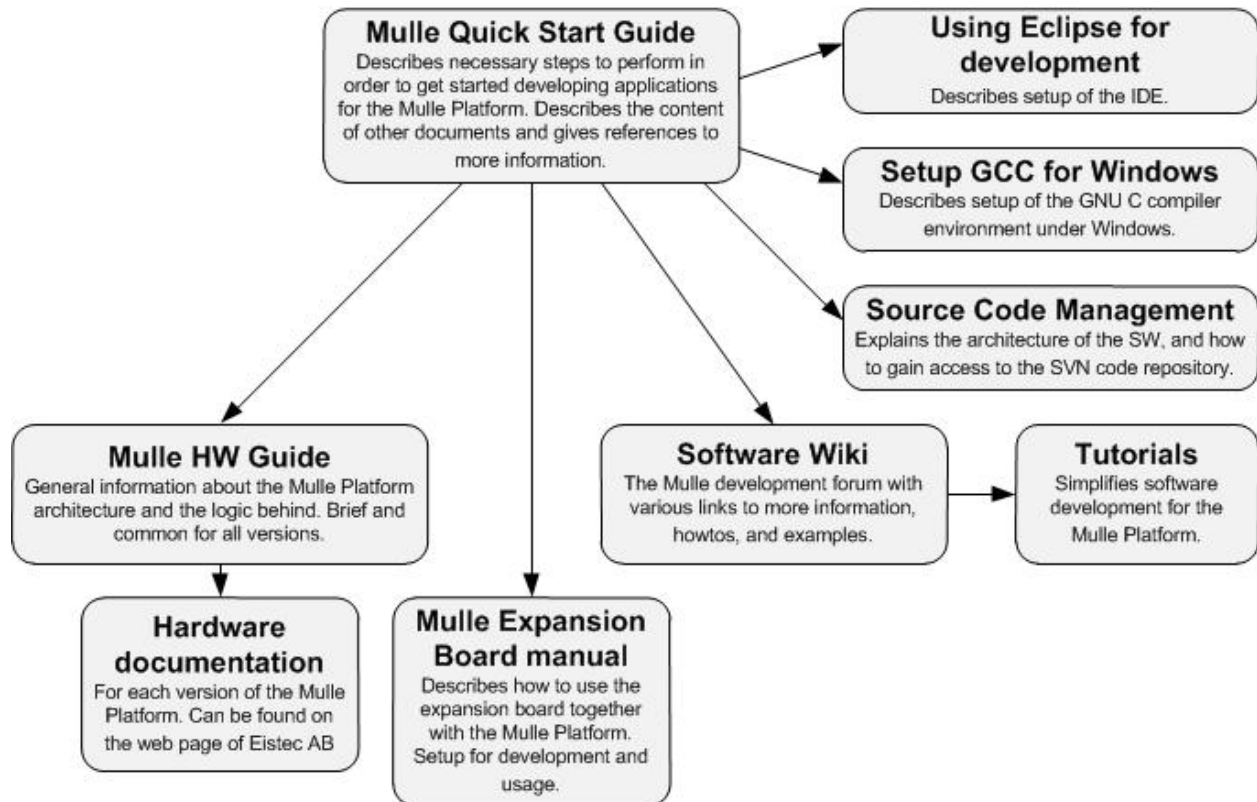 Mulle Quick Start Guide
Describes necessary steps to perform in
order to get started developing applications
for the Mulle Platform. Describes the content
of other documents and gives references to
more information.
Using Eclipse for
development
Describes setup of the IDE.
Setup GCC for Windows
Describes setup of the GNU C compiler
environment under Windows.
Source Code Management
Explains the architecture of the SW, and how
to gain access to the SVN code repository.
Mulle HW Guide
General information about the Mulle Platform
architecture and the logic behind. Brief and
common for all versions.
Software Wiki
The Mulle development forum with
various links to more information,
howtos, and examples.
Tutorials
Simplifies software
development for the
Mulle Platform.
Hardware
documentation
For each version of the Mulle
Platform. Can be found on
the web page of Eistec AB
Mulle Expansion
Board manual
Describes how to use the
expansion board together
with the Mulle Platform.
Setup for development and
usage.